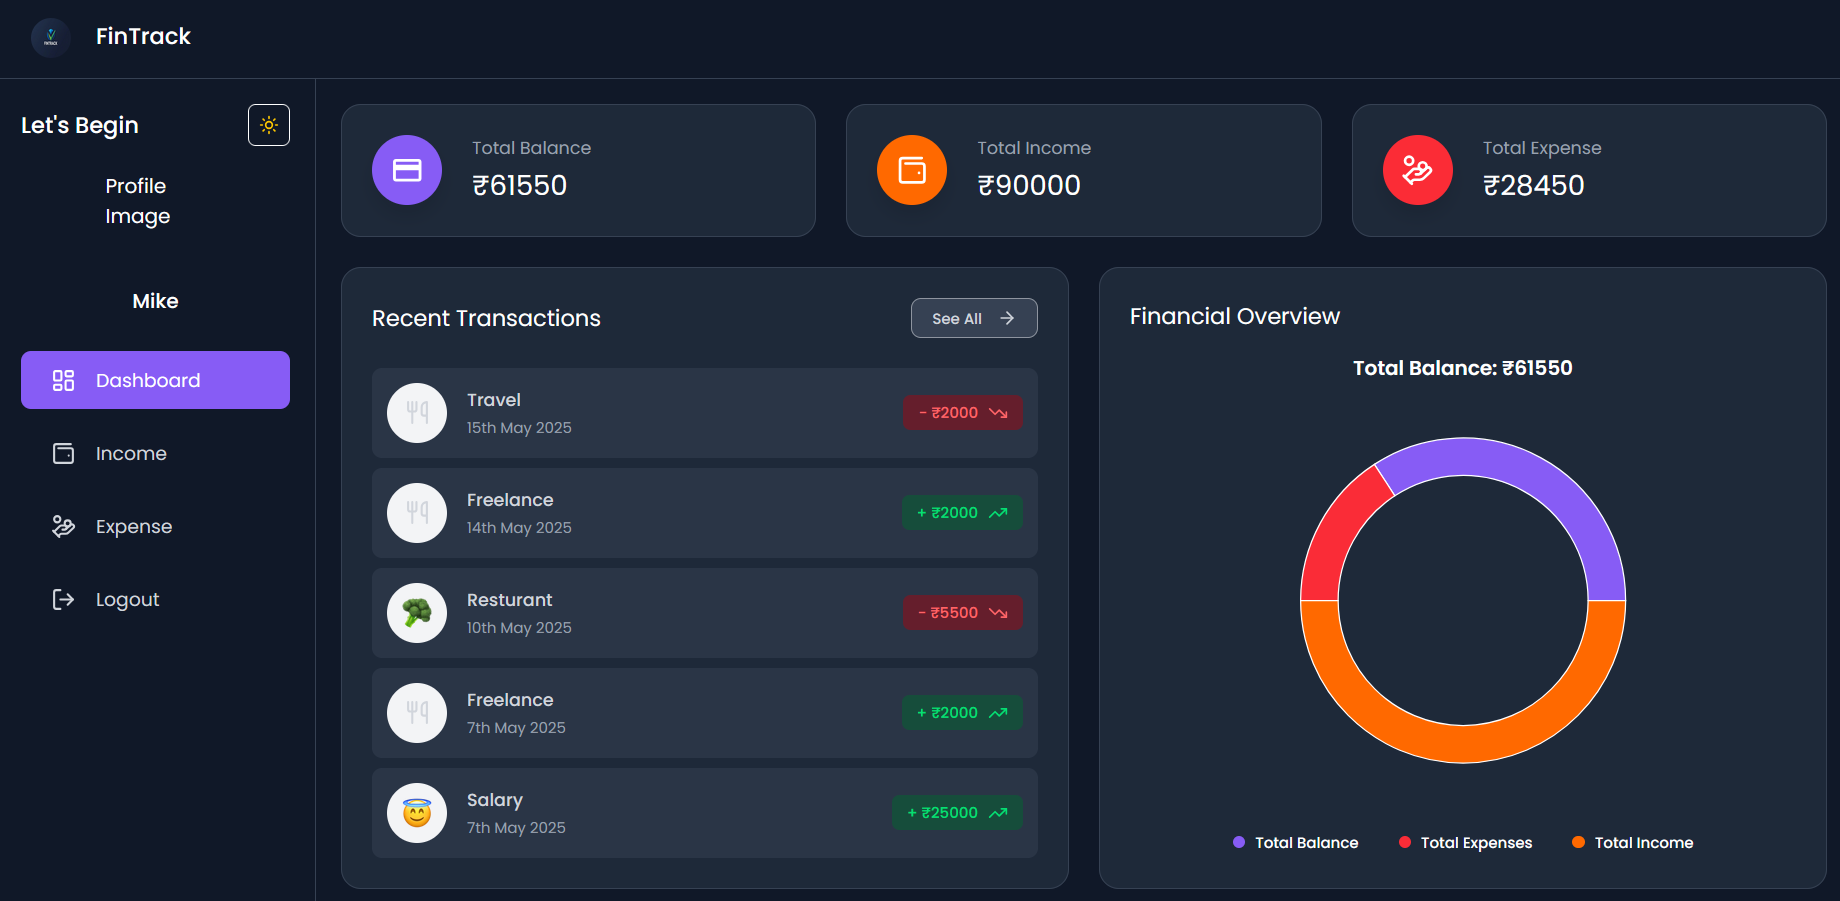 FinTrack
Let's Begin
Profile
Image
Mike
Dashboard
Income
Expense
Logout
Total Balance
₹61550
Total Income
₹90000
Total Expense
₹28450
Recent Transactions
See All
Travel
15th May 2025
- ₹2000
Freelance
14th May 2025
+ ₹2000
Resturant
10th May 2025
- ₹5500
Freelance
7th May 2025
+ ₹2000
Salary
7th May 2025
+ ₹25000
Financial Overview
Total Balance: ₹61550
Total Balance
Total Expenses
Total Income